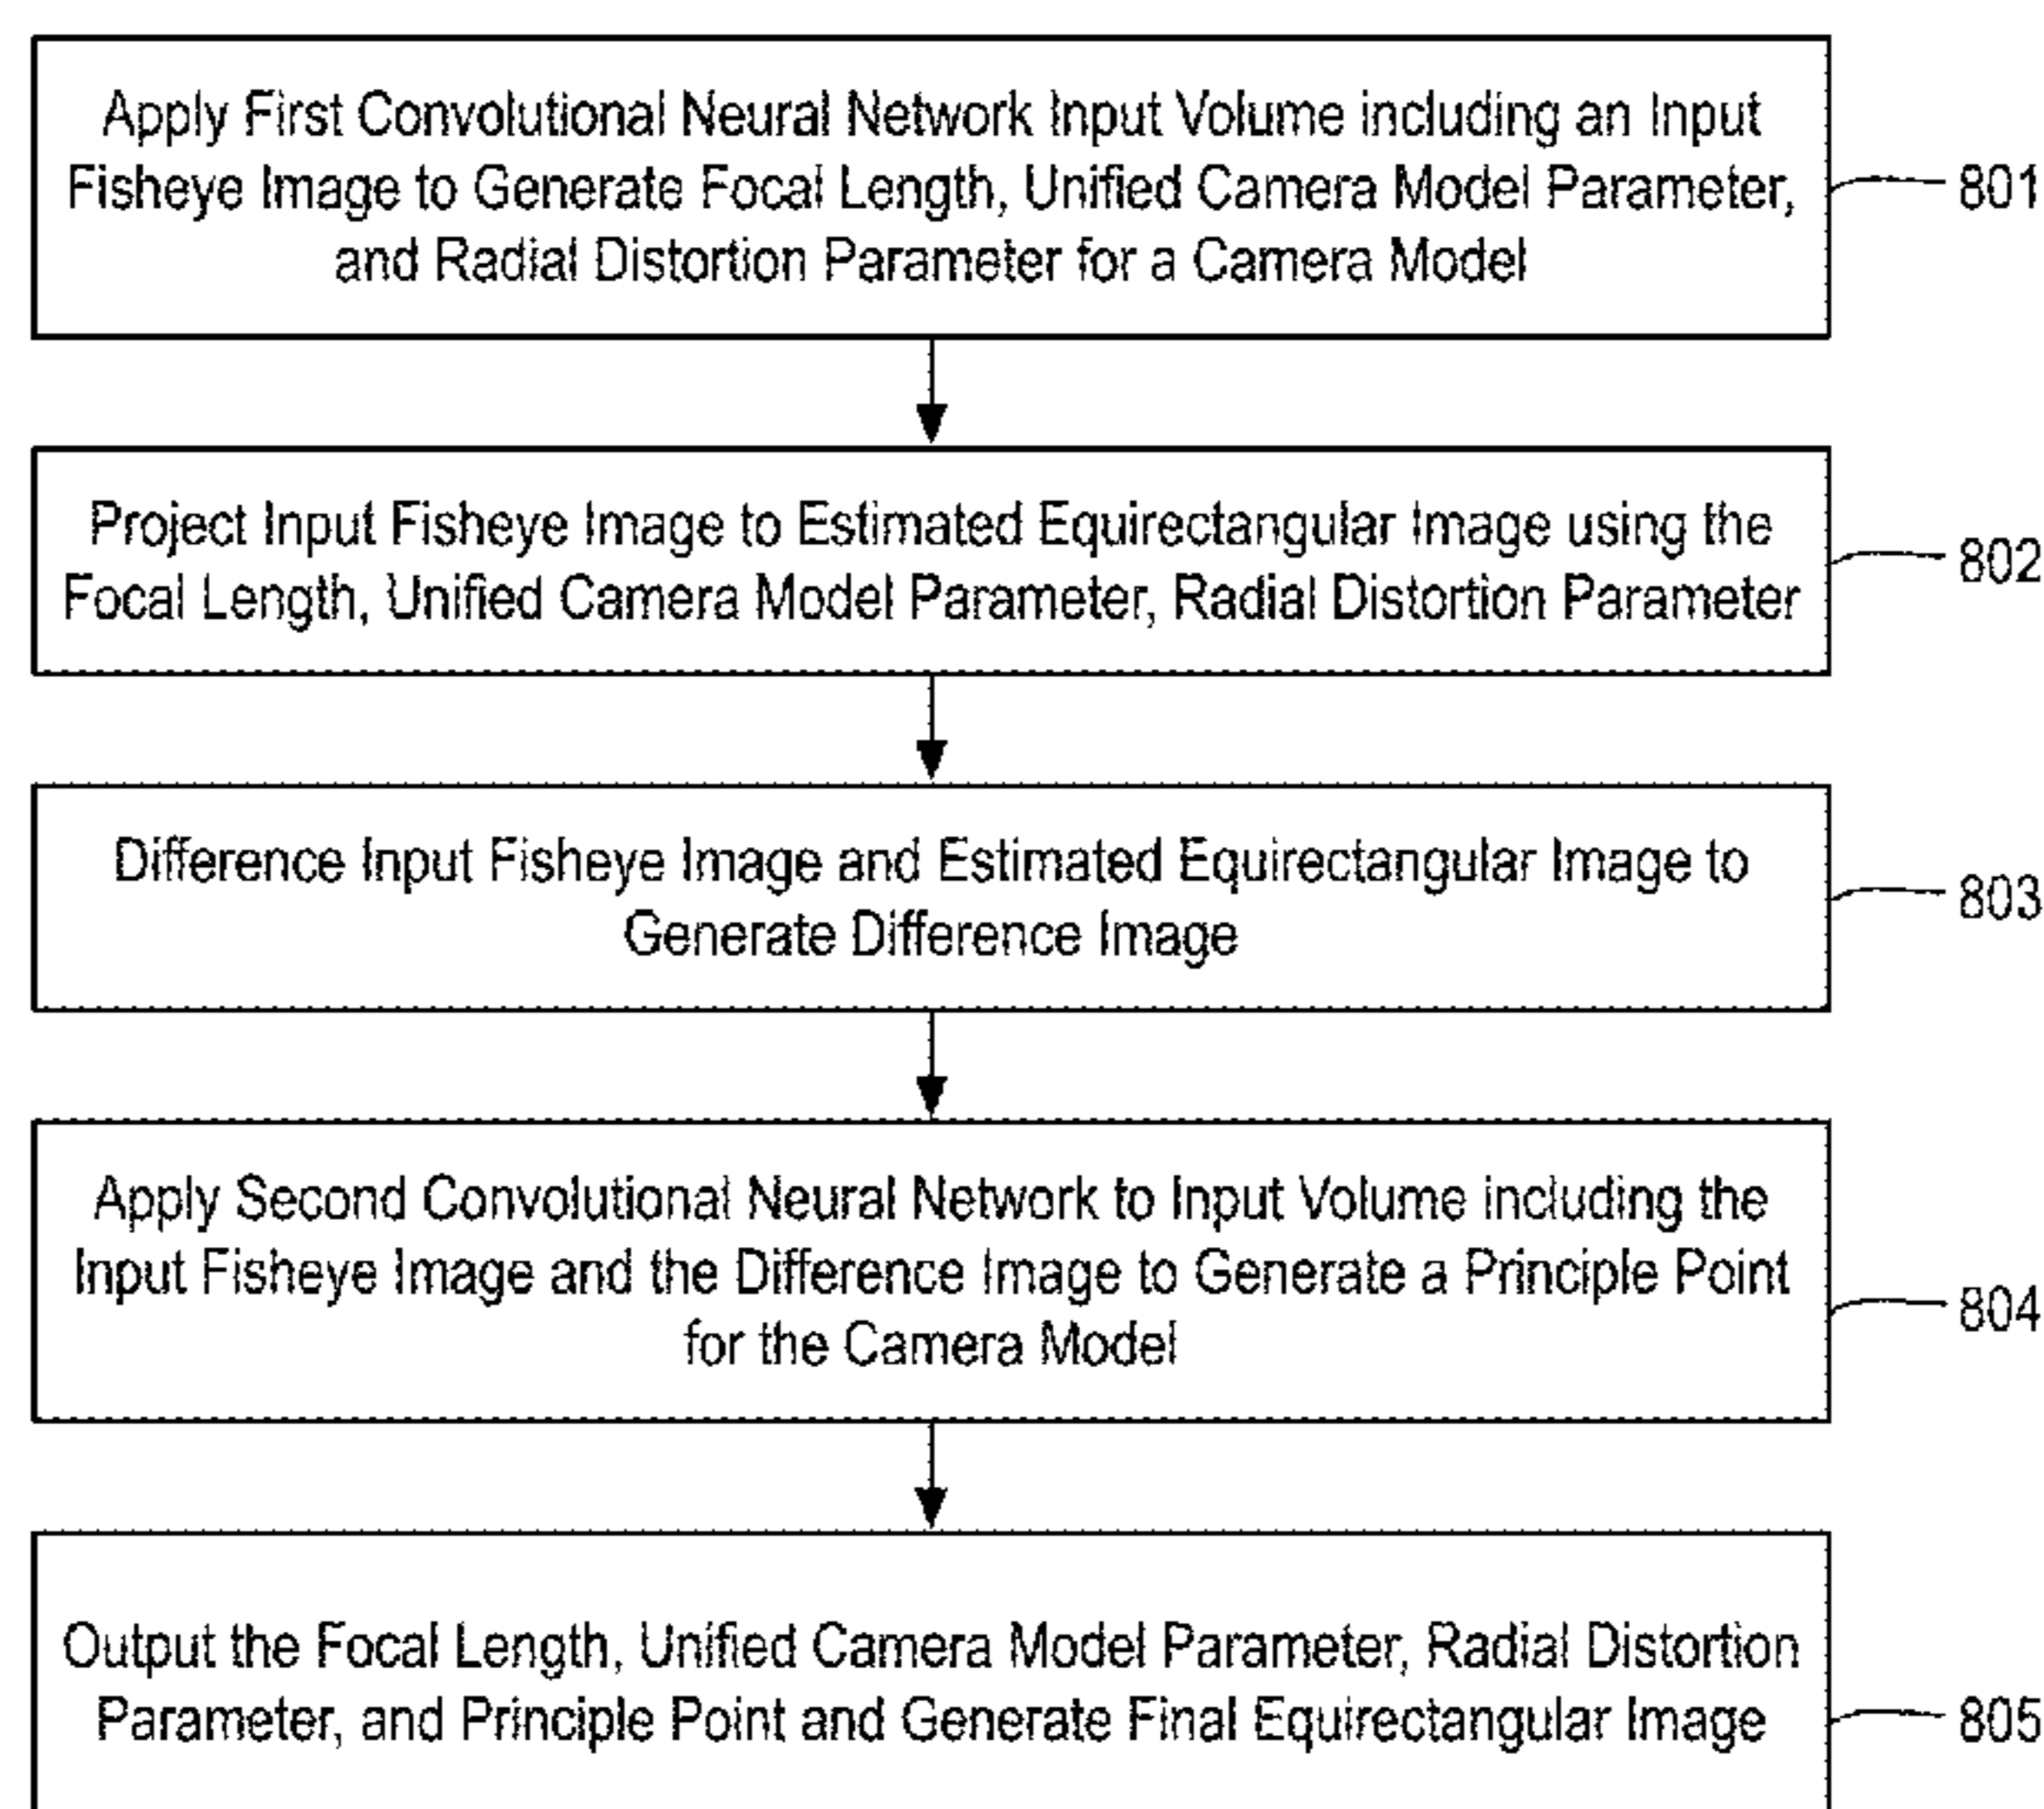 Apply First Convolutional Neural Network Input Volume including an Input
Fisheye Image to Generate Focal Length, Unified Camera Model Parameter,
and Radial Distortion Parameter for a Camera Model
801
Project Input Fisheye Image to Estimated Equirectangular Image using the
Focal Length, Unified Camera Model Parameter, Radial Distortion Parameter
802
Difference Input Fisheye Image and Estimated Equirectangular Image to
Generate Difference Image
803
Apply Second Convolutional Neural Network to Input Volume including the
Input Fisheye Image and the Difference Image to Generate a Principle Point
for the Camera Model
804
Output the Focal Length, Unified Camera Model Parameter, Radial Distortion
Parameter, and Principle Point and Generate Final Equirectangular Image
805